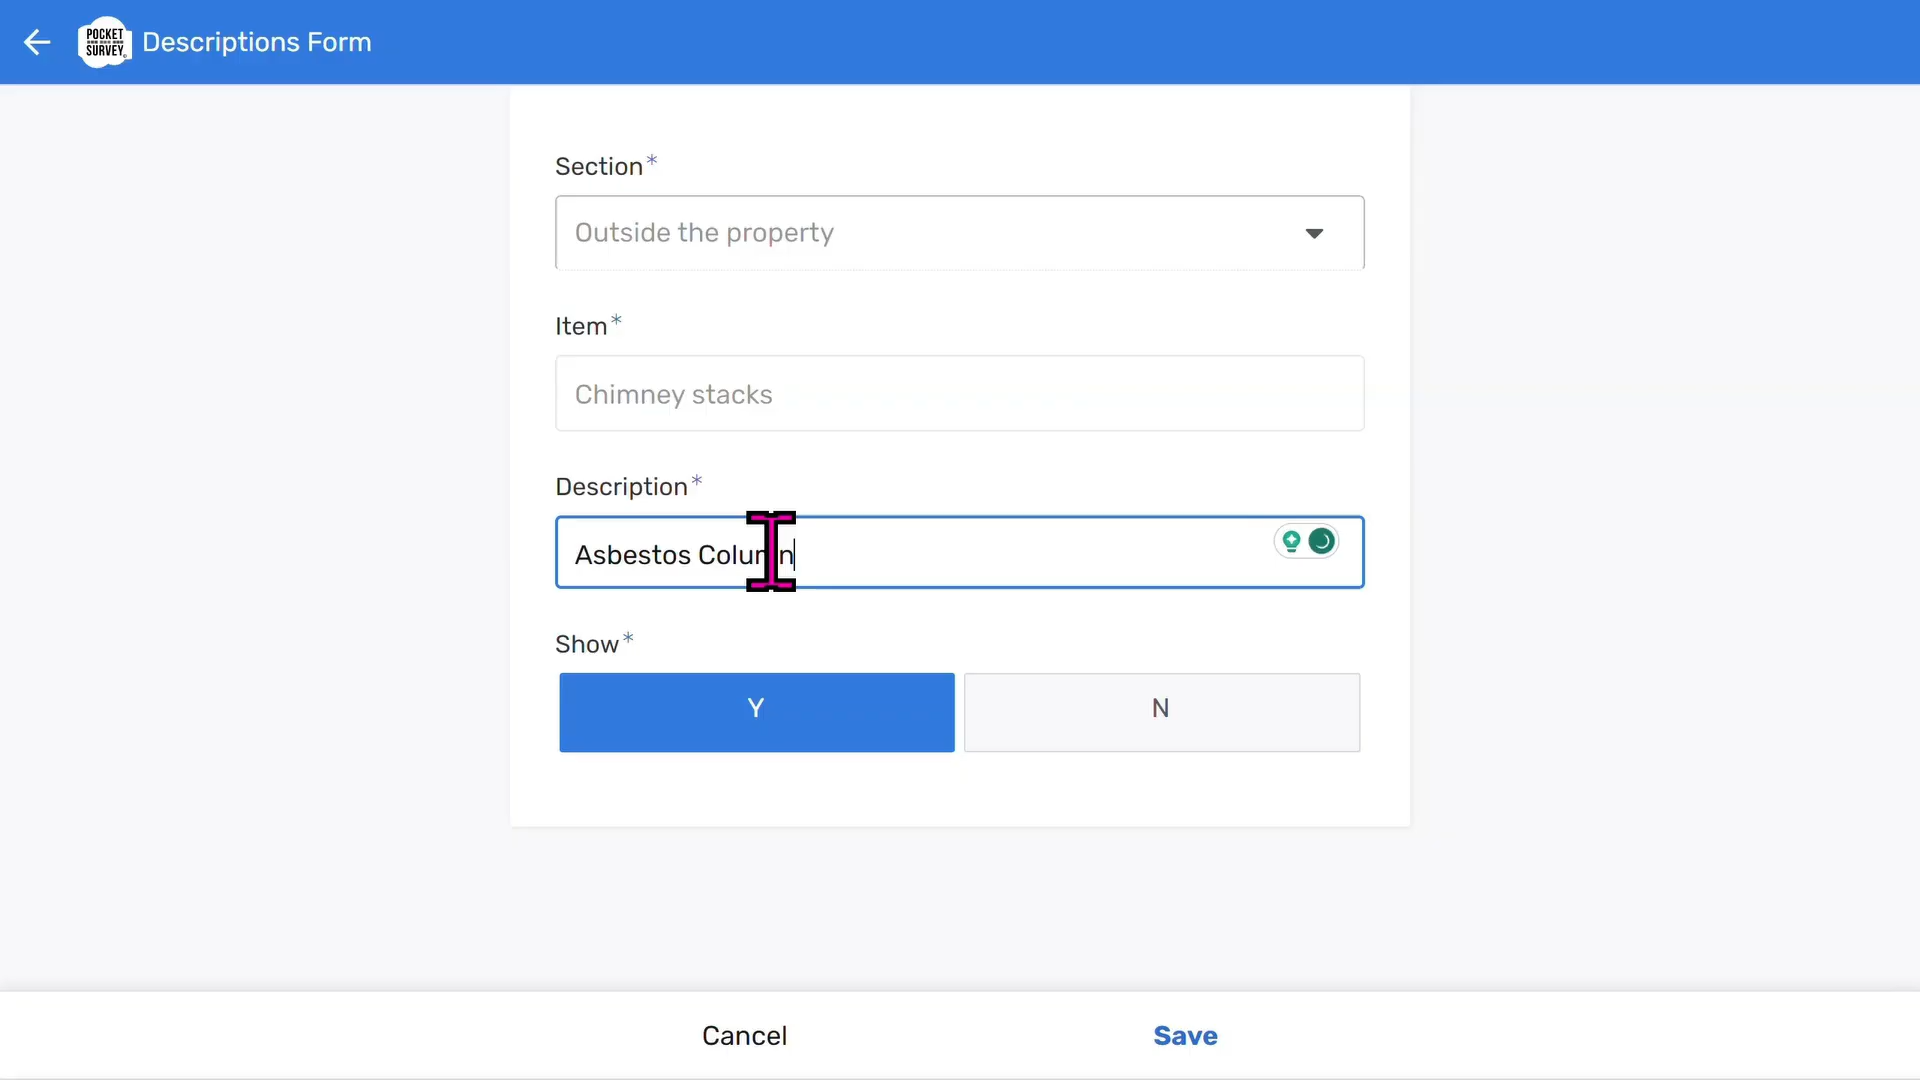 POCKET
SURVEY
Descriptions Form
Section*
Outside the property
Item*
Chimney stacks
Description*
Asbestos Column
Show*
Y
N
Cancel
Save